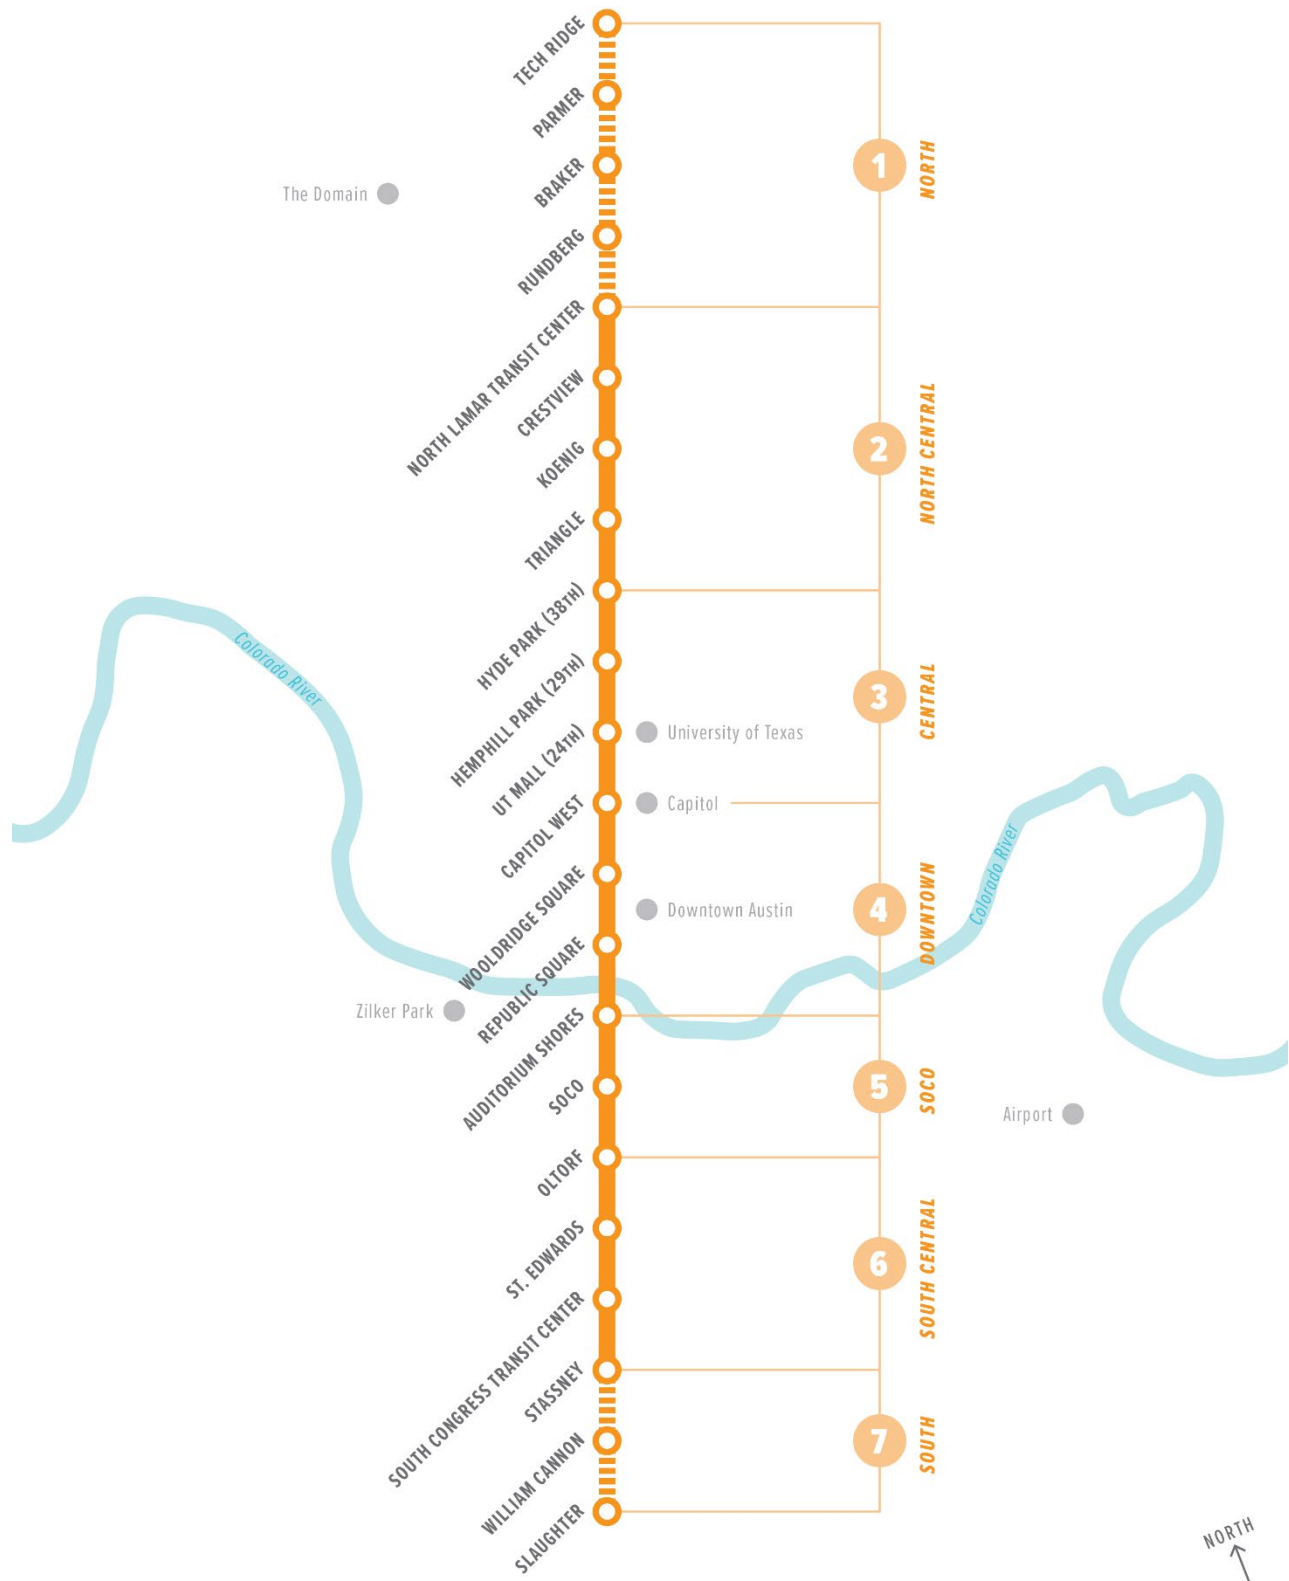 TECH RIDGE
PARMER
BRAKER
1
NORTH
The Domain
RUNDBERG
NORTH LAMAR TRANSIT CENTER
CRESTVIEW
KOENIG
2
NORTH CENTRAL
TRIANGLE
HYDE PARK (38TH)
Colorado River
HEMPHILL PARK (29TH)
3
CENTRAL
UT MALL (24TH)
University of Texas
CAPITOL WEST
Capitol
WOOLDRIDGE SQUARE
Colorado River
Downtown Austin
4
DOWNTOWN
REPUBLIC SQUARE
Zilker Park
AUDITORIUM SHORES
SOCO
5
SOCO
Airport
OLTORF
ST. EDWARDS
6
SOUTH CENTRAL
SOUTH CONGRESS TRANSIT CENTER
STASSNEY
WILLIAM CANNON
7
SOUTH
SLAUGHTER
NORTH